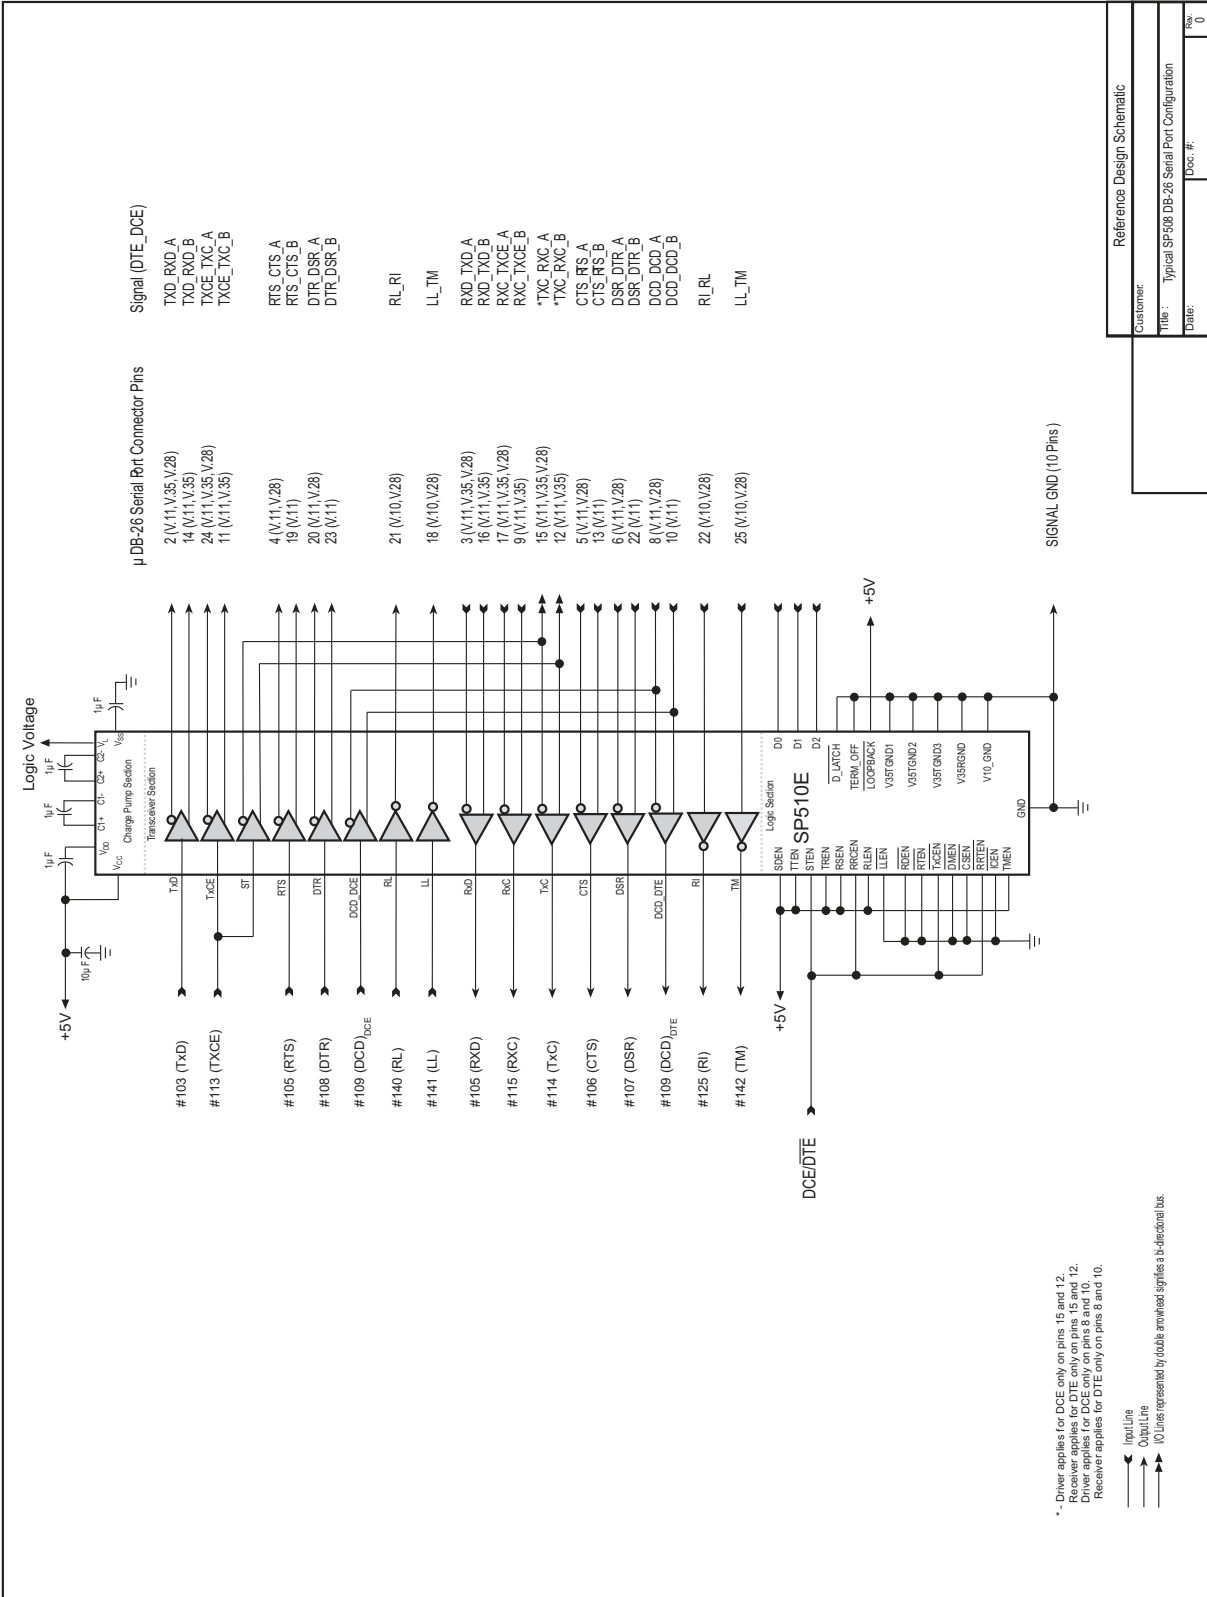 Logic Voltage
µ DB-26 Serial Port Connector Pins
Signal (DTE_DCE)
+5V
10µ F
1µ F
1µ F
1µ F
1µ F
VCC
VDD
C1+
C1-
C2+
C2-
VL
VSS
Charge Pump Section
Transceiver Section
#103 (TxD)
TxD
2 (V.11, V.35, V.28)
TXD_RXD_A
14 (V.11, V.35)
TXD_RXD_B
#113 (TXCE)
TxCE
24 (V.11, V.35, V.28)
TXCE_TXC_A
11 (V.11, V.35)
TXCE_TXC_B
ST
#105 (RTS)
RTS
4 (V.11, V.28)
RTS_CTS_A
19 (V.11)
RTS_CTS_B
#108 (DTR)
DTR
20 (V.11, V.28)
DTR_DSR_A
23 (V.11)
DTR_DSR_B
#109 (DCD)DCE
DCD_DCE
#140 (RL)
RL
21 (V.10, V.28)
RL_RI
#141 (LL)
LL
18 (V.10, V.28)
LL_TM
#105 (RXD)
RxD
3 (V.11, V.35, V.28)
RXD_TXD_A
16 (V.11, V.35)
RXD_TXD_B
#115 (RXC)
RxC
17 (V.11, V.35, V.28)
RXC_TXCE_A
9 (V.11, V.35)
RXC_TXCE_B
#114 (TxC)
TxC
15 (V.11, V.35, V.28)
*TXC_RXC_A
12 (V.11, V.35)
*TXC_RXC_B
#106 (CTS)
CTS
5 (V.11, V.28)
CTS_RTS_A
13 (V.11)
CTS_RTS_B
#107 (DSR)
DSR
6 (V.11, V.28)
DSR_DTR_A
22 (V.11)
DSR_DTR_B
#109 (DCD)DTE
DCD_DTE
8 (V.11, V.28)
DCD_DCD_A
10 (V.11)
DCD_DCD_B
#125 (RI)
RI
22 (V.10, V.28)
RI_RL
#142 (TM)
TM
25 (V.10, V.28)
LL_TM
Logic Section
SP510E
+5V
DCE/DTE
SDEN
TTEN
STEN
TREN
RSEN
RRCEN
RLEN
LLEN
RDEN
RTEN
TxCEN
DMEN
CSEN
RRTEN
ICEN
TMEN
D0
D1
D2
D_LATCH
TERM_OFF
LOOPBACK
V35TGND1
V35TGND2
V35TGND3
V35RGND
V10_GND
GND
+5V
SIGNAL GND (10 Pins )
* - Driver applies for DCE only on pins 15 and 12.
Receiver applies for DTE only on pins 15 and 12.
Driver applies for DCE only on pins 8 and 10.
Receiver applies for DTE only on pins 8 and 10.
Input Line
Output Line
I/O Lines represented by double arrowhead signifies a bi-directional bus.
Reference Design Schematic
Customer:
Title : Typical SP508 DB-26 Serial Port Configuration
Date:
Doc. #:
Rev.
0